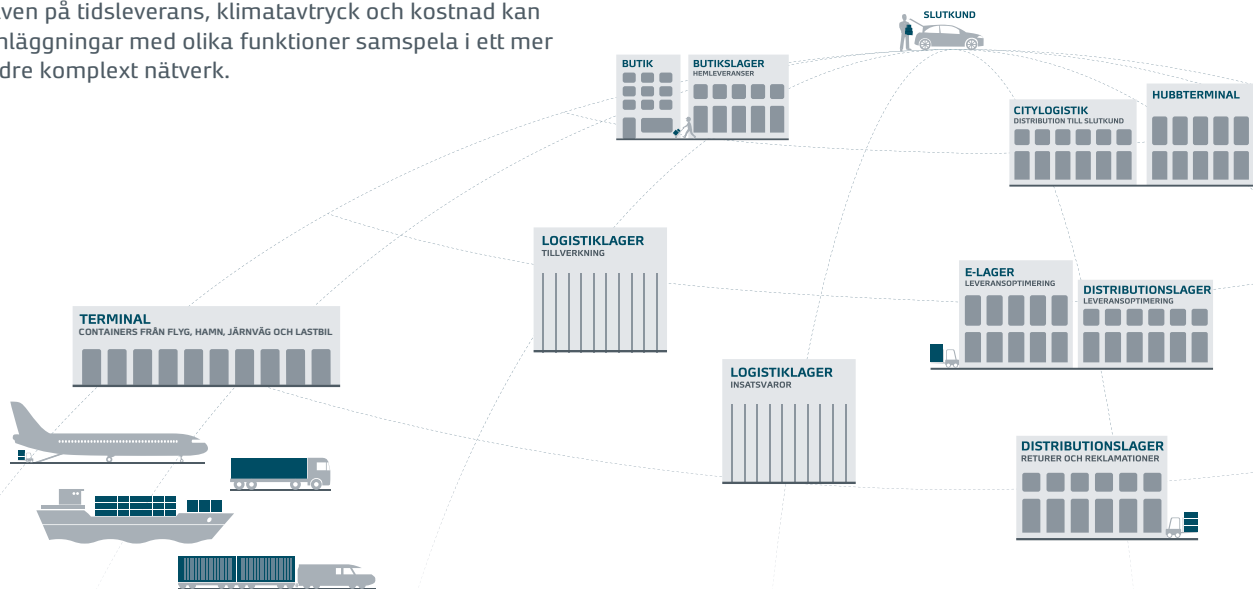 ven på tidsleverans, klimatavtryck och kostnad kan
nläggningar med olika funktioner samspela i ett mer
dre komplext nätverk.
SLUTKUND
BUTIK
BUTIKSLAGER
HEMLEVERANSER
HUBBTERMINAL
CITYLOGISTIK
DISTRIBUTION TILL SLUTKUND
LOGISTIKLAGER
TILLVERKNING
E-LAGER
LEVERANSOPTIMERING
DISTRIBUTIONSLAGER
LEVERANSOPTIMERING
TERMINAL
CONTAINERS FRÅN FLYG, HAMN, JÄRNVÄG OCH LASTBIL
LOGISTIKLAGER
INSATSVAROR
DISTRIBUTIONSLAGER
RETURER OCH REKLAMATIONER